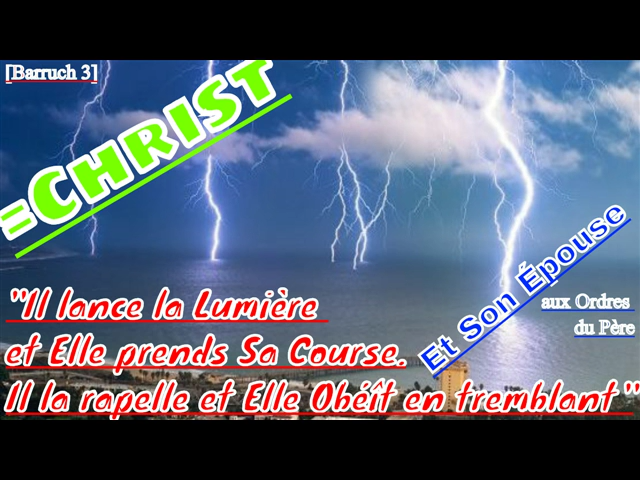 [Barruch 3]
=CHRIST
"Il lance la Lumière
et Elle prends Sa Course.
Il la rapelle et Elle Obéît en tremblant"
Et Son Épouse
aux Ordres
du Père